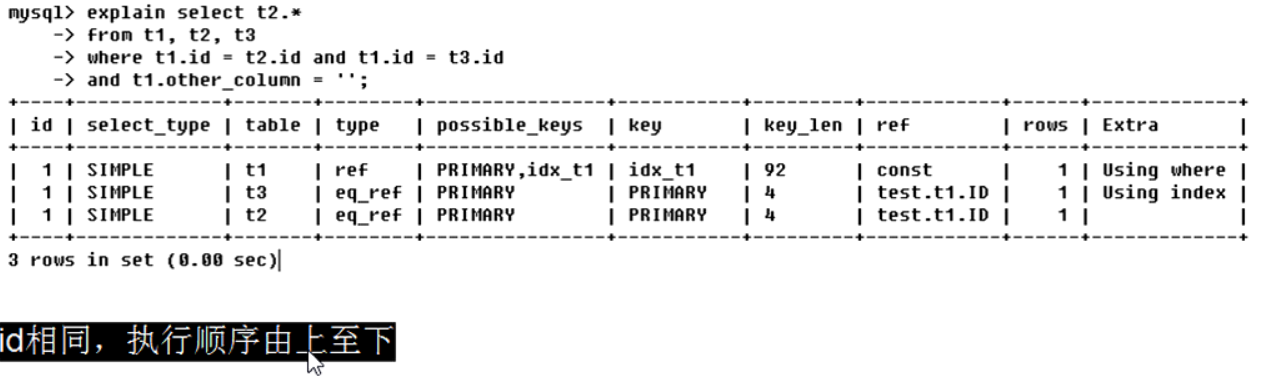 mysql> explain select t2.*
    -> from t1, t2, t3
    -> where t1.id = t2.id and t1.id = t3.id
    -> and t1.other_column = '';
+----+-------------+-------+--------+----------------+---------+---------+------------+------+-------------+
| id | select_type | table | type   | possible_keys  | key     | key_len | ref        | rows | Extra       |
+----+-------------+-------+--------+----------------+---------+---------+------------+------+-------------+
|  1 | SIMPLE      | t1    | ref    | PRIMARY,idx_t1 | idx_t1  | 92      | const      |    1 | Using where |
|  1 | SIMPLE      | t3    | eq_ref | PRIMARY        | PRIMARY | 4       | test.t1.ID |    1 | Using index |
|  1 | SIMPLE      | t2    | eq_ref | PRIMARY        | PRIMARY | 4       | test.t1.ID |    1 |             |
+----+-------------+-------+--------+----------------+---------+---------+------------+------+-------------+
3 rows in set (0.00 sec)
id相同，执行顺序由上至下